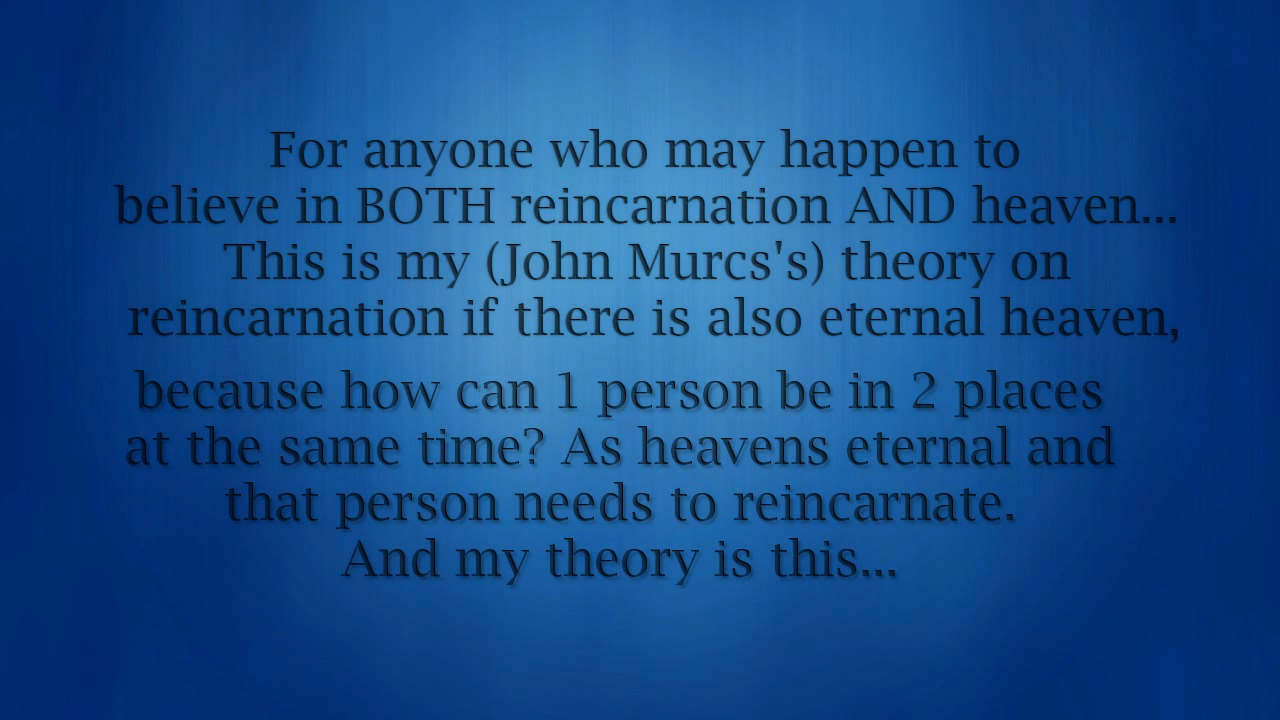 For anyone who may happen to
believe in BOTH reincarnation AND heaven...
This is my (John Murcs's) theory on
reincarnation if there is also eternal heaven,
because how can 1 person be in 2 places
at the same time? As heavens eternal and
that person needs to reincarnate.
And my theory is this...